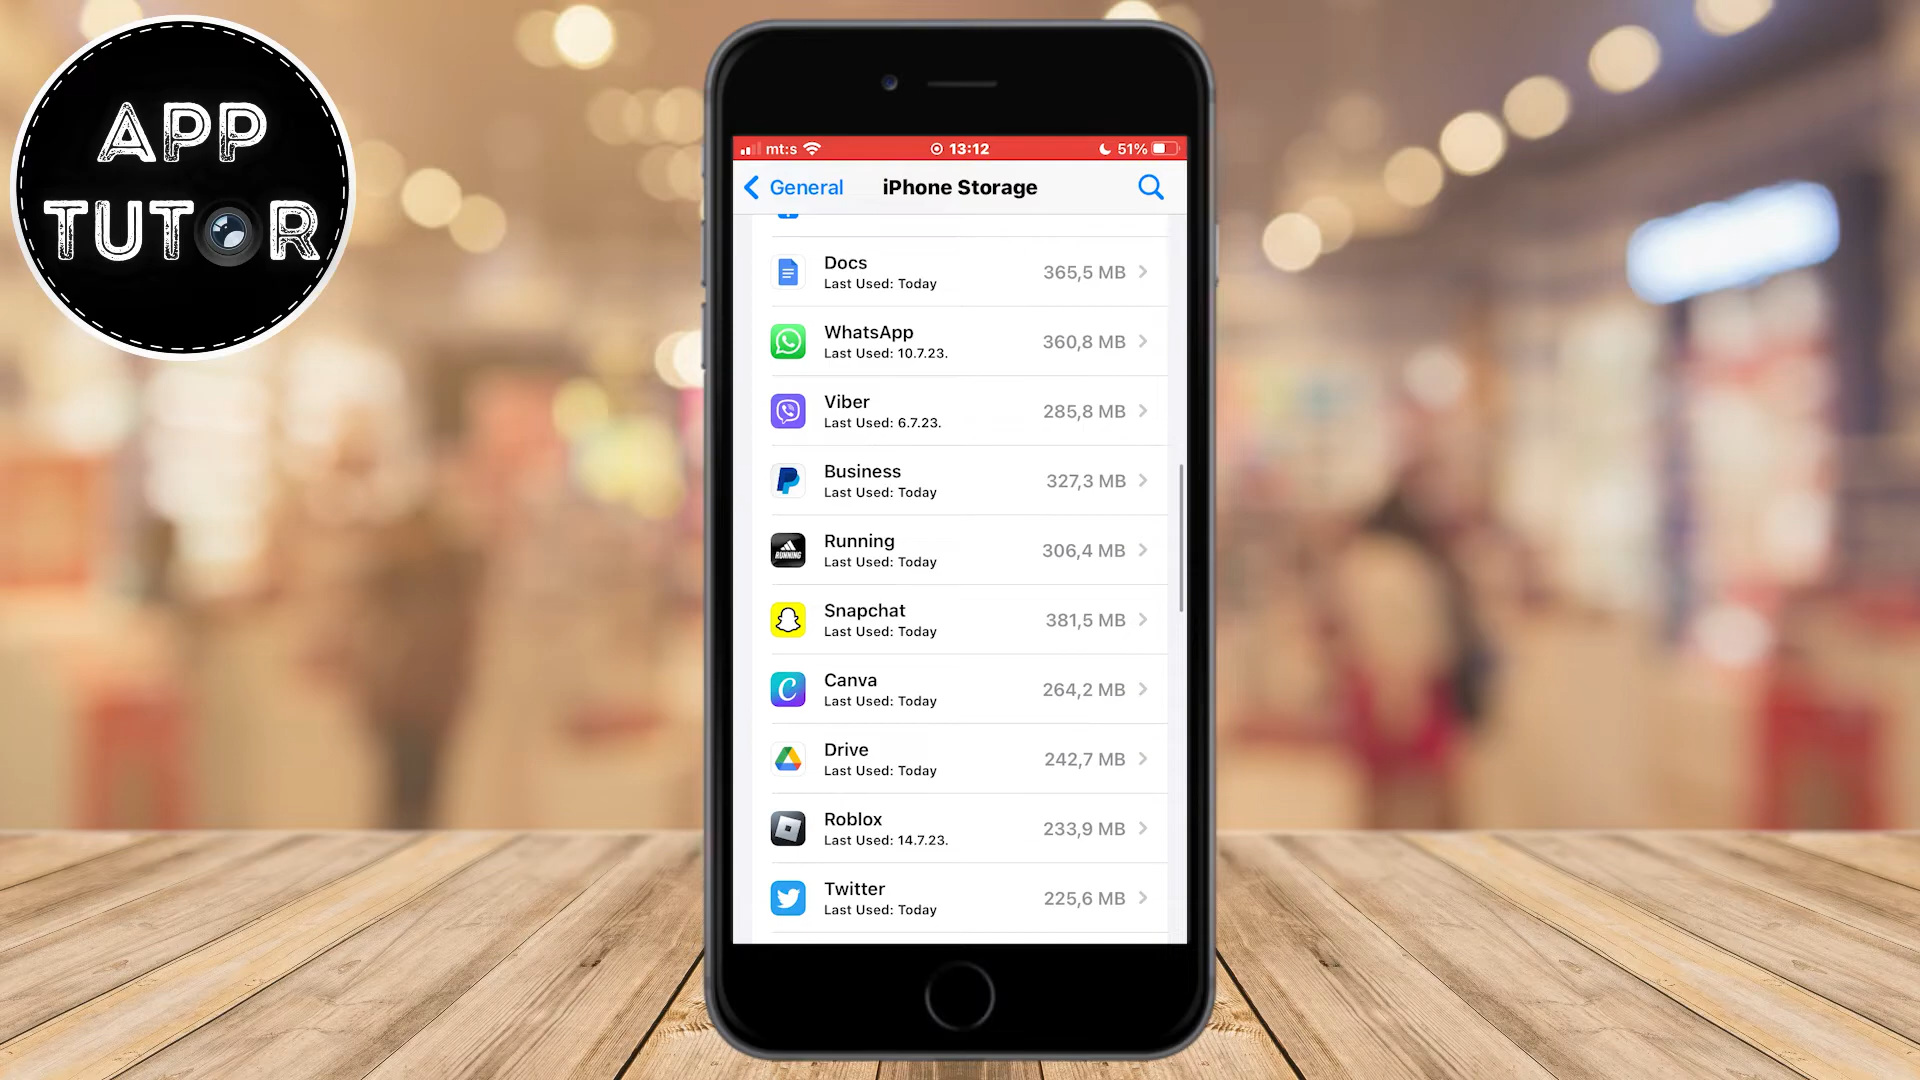 APP
TUTOR
mt:s 13:12 51%
General iPhone Storage
Docs 365,5 MB
Last Used: Today
WhatsApp 360,8 MB
Last Used: 10.7.23.
Viber 285,8 MB
Last Used: 6.7.23.
Business 327,3 MB
Last Used: Today
Running 306,4 MB
Last Used: Today
RUNNING
Snapchat 381,5 MB
Last Used: Today
Canva 264,2 MB
Last Used: Today
Drive 242,7 MB
Last Used: Today
Roblox 233,9 MB
Last Used: 14.7.23.
Twitter 225,6 MB
Last Used: Today